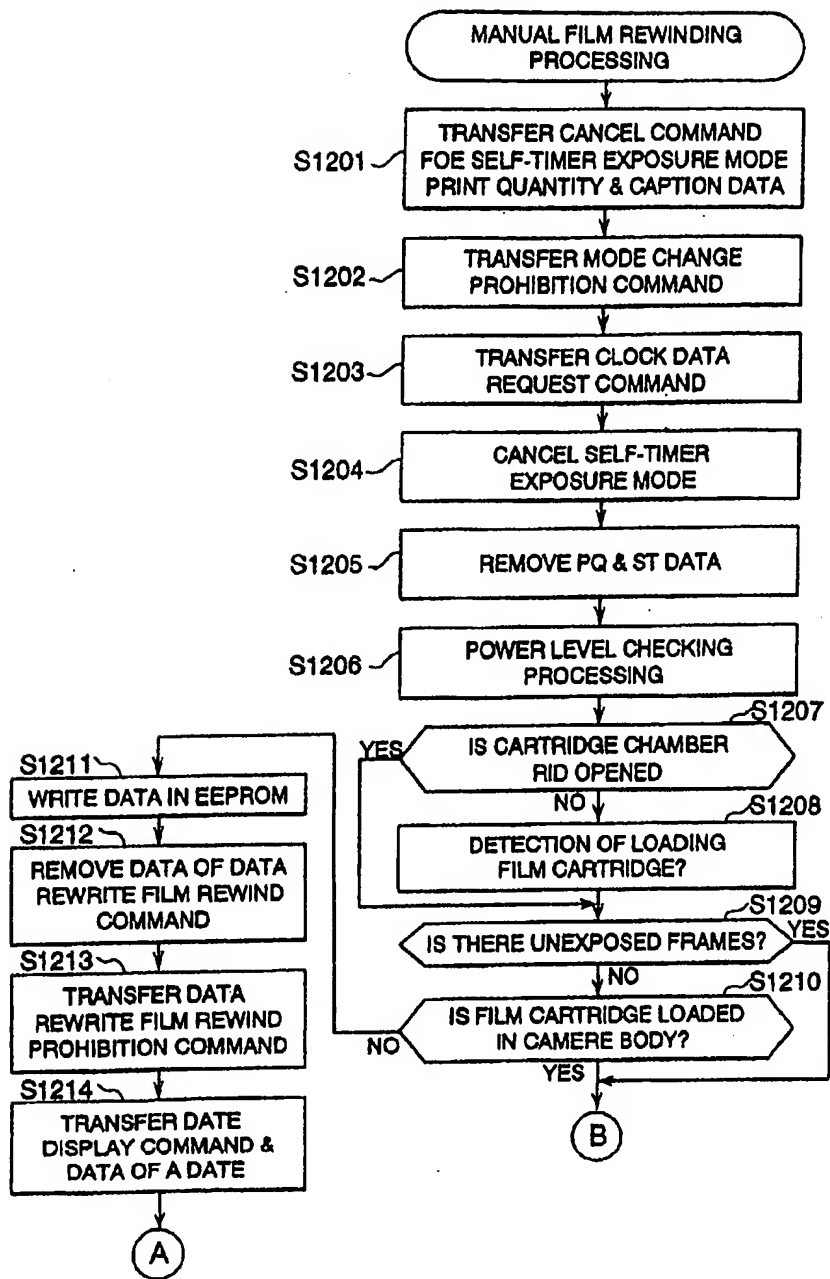 MANUAL FILM REWINDING
PROCESSING
S1201
TRANSFER CANCEL COMMAND
FOE SELF-TIMER EXPOSURE MODE
PRINT QUANTITY & CAPTION DATA
S1202
TRANSFER MODE CHANGE
PROHIBITION COMMAND
S1203
TRANSFER CLOCK DATA
REQUEST COMMAND
S1204
CANCEL SELF-TIMER
EXPOSURE MODE
S1205
REMOVE PQ & ST DATA
S1206
POWER LEVEL CHECKING
PROCESSING
S1207
YES
IS CARTRIDGE CHAMBER
RID OPENED
NO
S1208
DETECTION OF LOADING
FILM CARTRIDGE?
S1209
YES
IS THERE UNEXPOSED FRAMES?
NO
S1210
IS FILM CARTRIDGE LOADED
IN CAMERE BODY?
NO
YES
B
S1211
WRITE DATA IN EEPROM
S1212
REMOVE DATA OF DATA
REWRITE FILM REWIND
COMMAND
S1213
TRANSFER DATA
REWRITE FILM REWIND
PROHIBITION COMMAND
S1214
TRANSFER DATE
DISPLAY COMMAND &
DATA OF A DATE
A